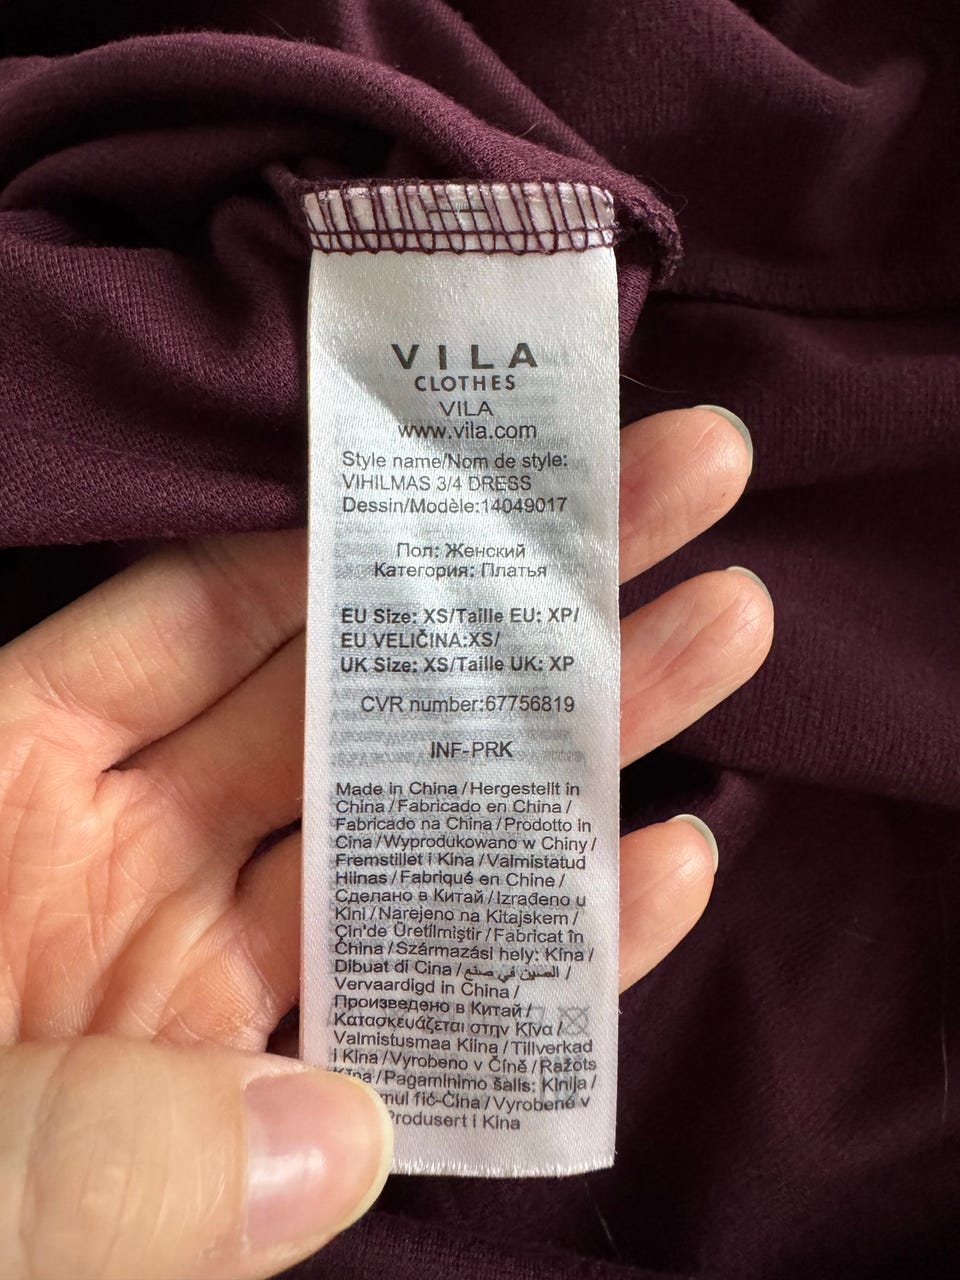 VILA
CLOTHES
VILA
www.vila.com
Style name/Nom de style:
VIHILMAS 3/4 DRESS
Dessin/Modèle:14049017
Пол: Женский
Категория: Платья
EU Size: XS/Taille EU: XP/
EU VELIČINA:XS/
UK Size: XS/Taille UK: XP
CVR number:67756819
INF-PRK
Made in China/Hergestellt in
China/Fabricado en China/
Fabricado na China/Prodotto in
Cina/Wyprodukowano w Chiny/
Fremstillet i Kina/Valmistatud
Hiinas/Fabriqué en Chine/
Сделано в Китай/Izrađeno u
Kini/Narejeno na Kitajskem/
Çin'de Üretilmiştir/Fabricat în
China/Származási hely: Kína/
Dibuat di Cina/الصين في صنع/
Vervaardigd in China/
Произведено в Китай/
Κατασκευάζεται στην Κίνα/
Valmistusmaa Kiina/Tillverkad
i Kina/Vyrobeno v Číně/Ražots
Pagaminimo šalis: Kinija/
fió-Čina/Vyrobené v
Produsert i Kina